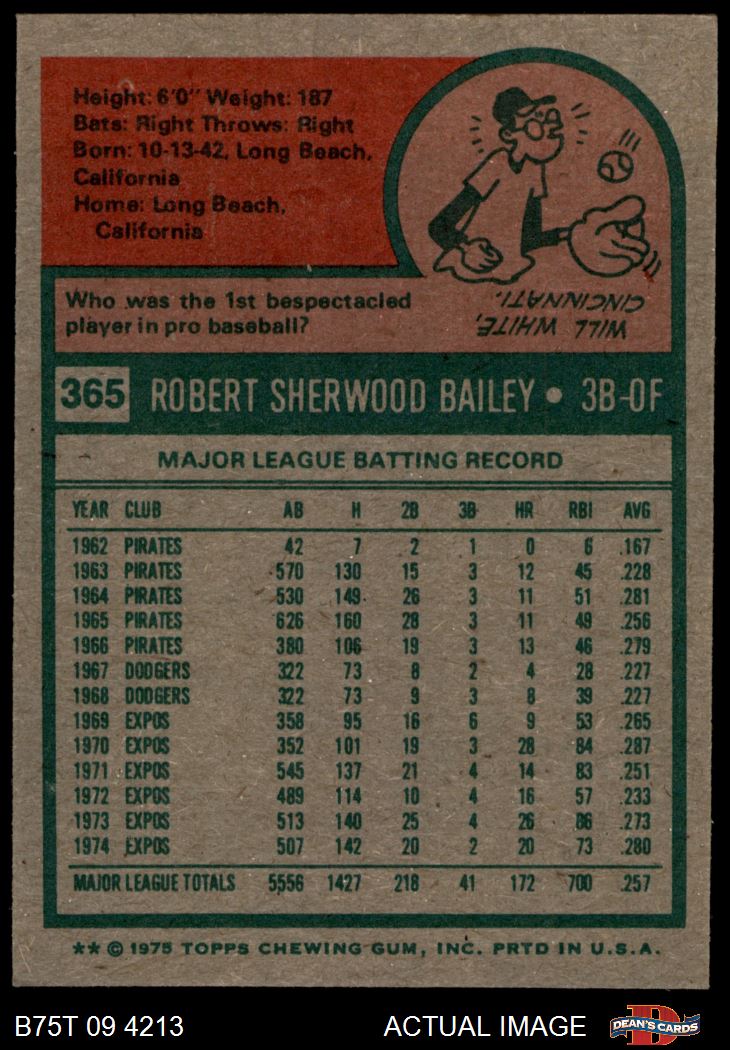 Height: 6'0" Weight: 187
Bats: Right Throws: Right
Born: 10-13-42, Long Beach,
California
Home: Long Beach,
California
Who was the 1st bespectacled
player in pro baseball?
WILL WHITE,
CINCINNATI.
365 ROBERT SHERWOOD BAILEY • 3B-OF
MAJOR LEAGUE BATTING RECORD
YEAR CLUB AB H 2B 3B HR RBI AVG
1962 PIRATES 42 7 2 1 0 6 .167
1963 PIRATES 570 130 15 3 12 45 .228
1964 PIRATES 530 149 26 3 11 51 .281
1965 PIRATES 626 160 28 3 11 49 .256
1966 PIRATES 380 106 19 3 13 46 .279
1967 DODGERS 322 73 8 2 4 28 .227
1968 DODGERS 322 73 9 3 8 39 .227
1969 EXPOS 358 95 16 6 9 53 .265
1970 EXPOS 352 101 19 3 28 84 .287
1971 EXPOS 545 137 21 4 14 83 .251
1972 EXPOS 489 114 10 4 16 57 .233
1973 EXPOS 513 140 25 4 26 86 .273
1974 EXPOS 507 142 20 2 20 73 .280
MAJOR LEAGUE TOTALS 5556 1427 218 41 172 700 .257
** © 1975 TOPPS CHEWING GUM, INC. PRTD IN U.S.A.
B75T 09 4213 ACTUAL IMAGE DEAN'S CARDS